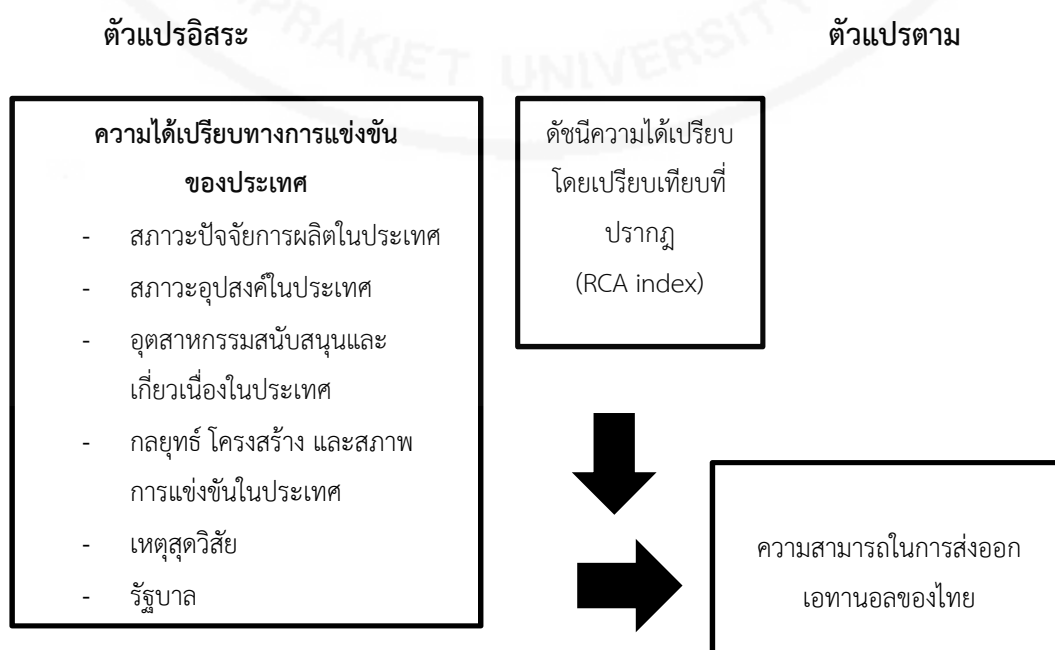 PRAKIET UNIVERSITY
ตัวแปรอิสระ
ตัวแปรตาม
ความได้เปรียบทางการแข่งขัน
ของประเทศ
- สภาวะปัจจัยการผลิตในประเทศ
- สภาวะอุปสงค์ในประเทศ
- อุตสาหกรรมสนับสนุนและ
เกี่ยวเนื่องในประเทศ
- กลยุทธ์ โครงสร้าง และสภาพ
การแข่งขันในประเทศ
- เหตุสุดวิสัย
- รัฐบาล
ดัชนีความได้เปรียบ
โดยเปรียบเทียบที่
ปรากฏ
(RCA index)
ความสามารถในการส่งออก
เอทานอลของไทย